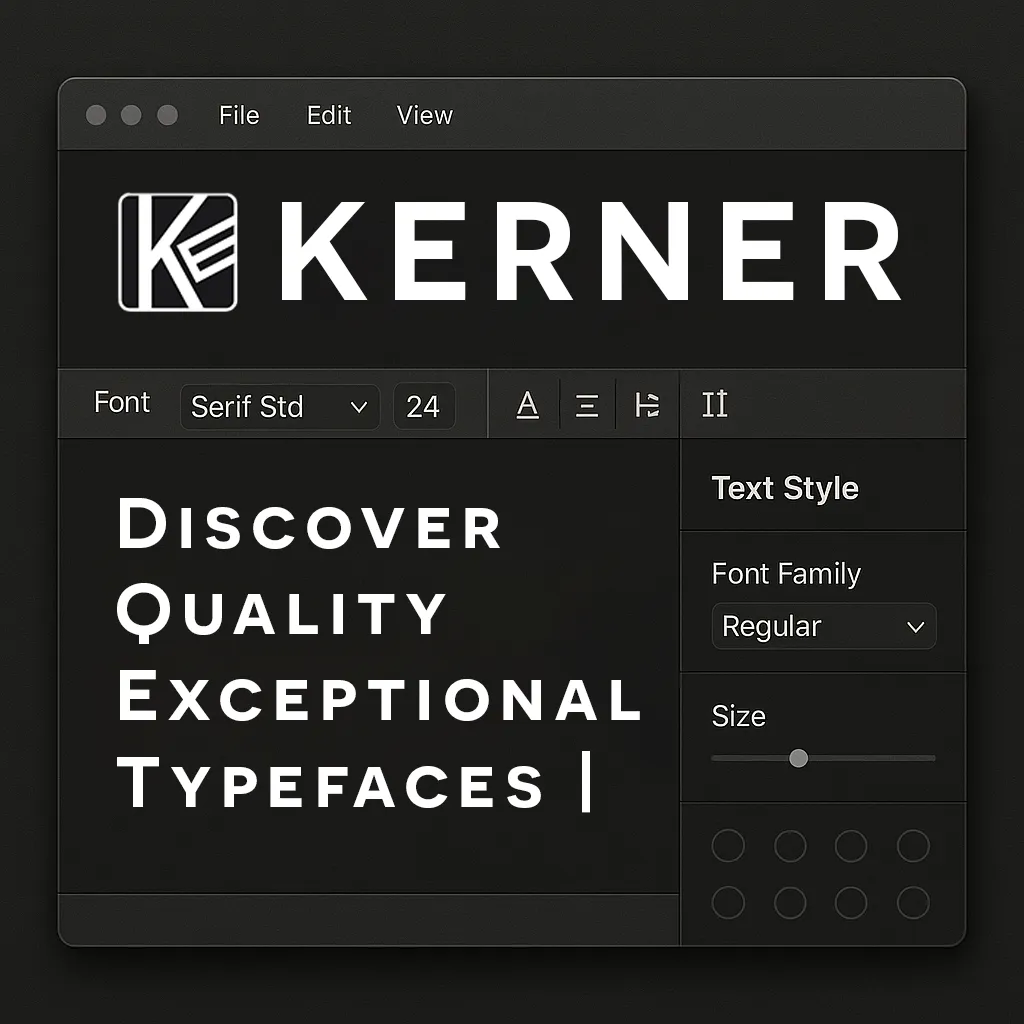 File Edit View
KE KERNER
Font Serif Std 24 A
Discover
Quality
Exceptional
Typefaces |
Text Style
Font Family
Regular
Size